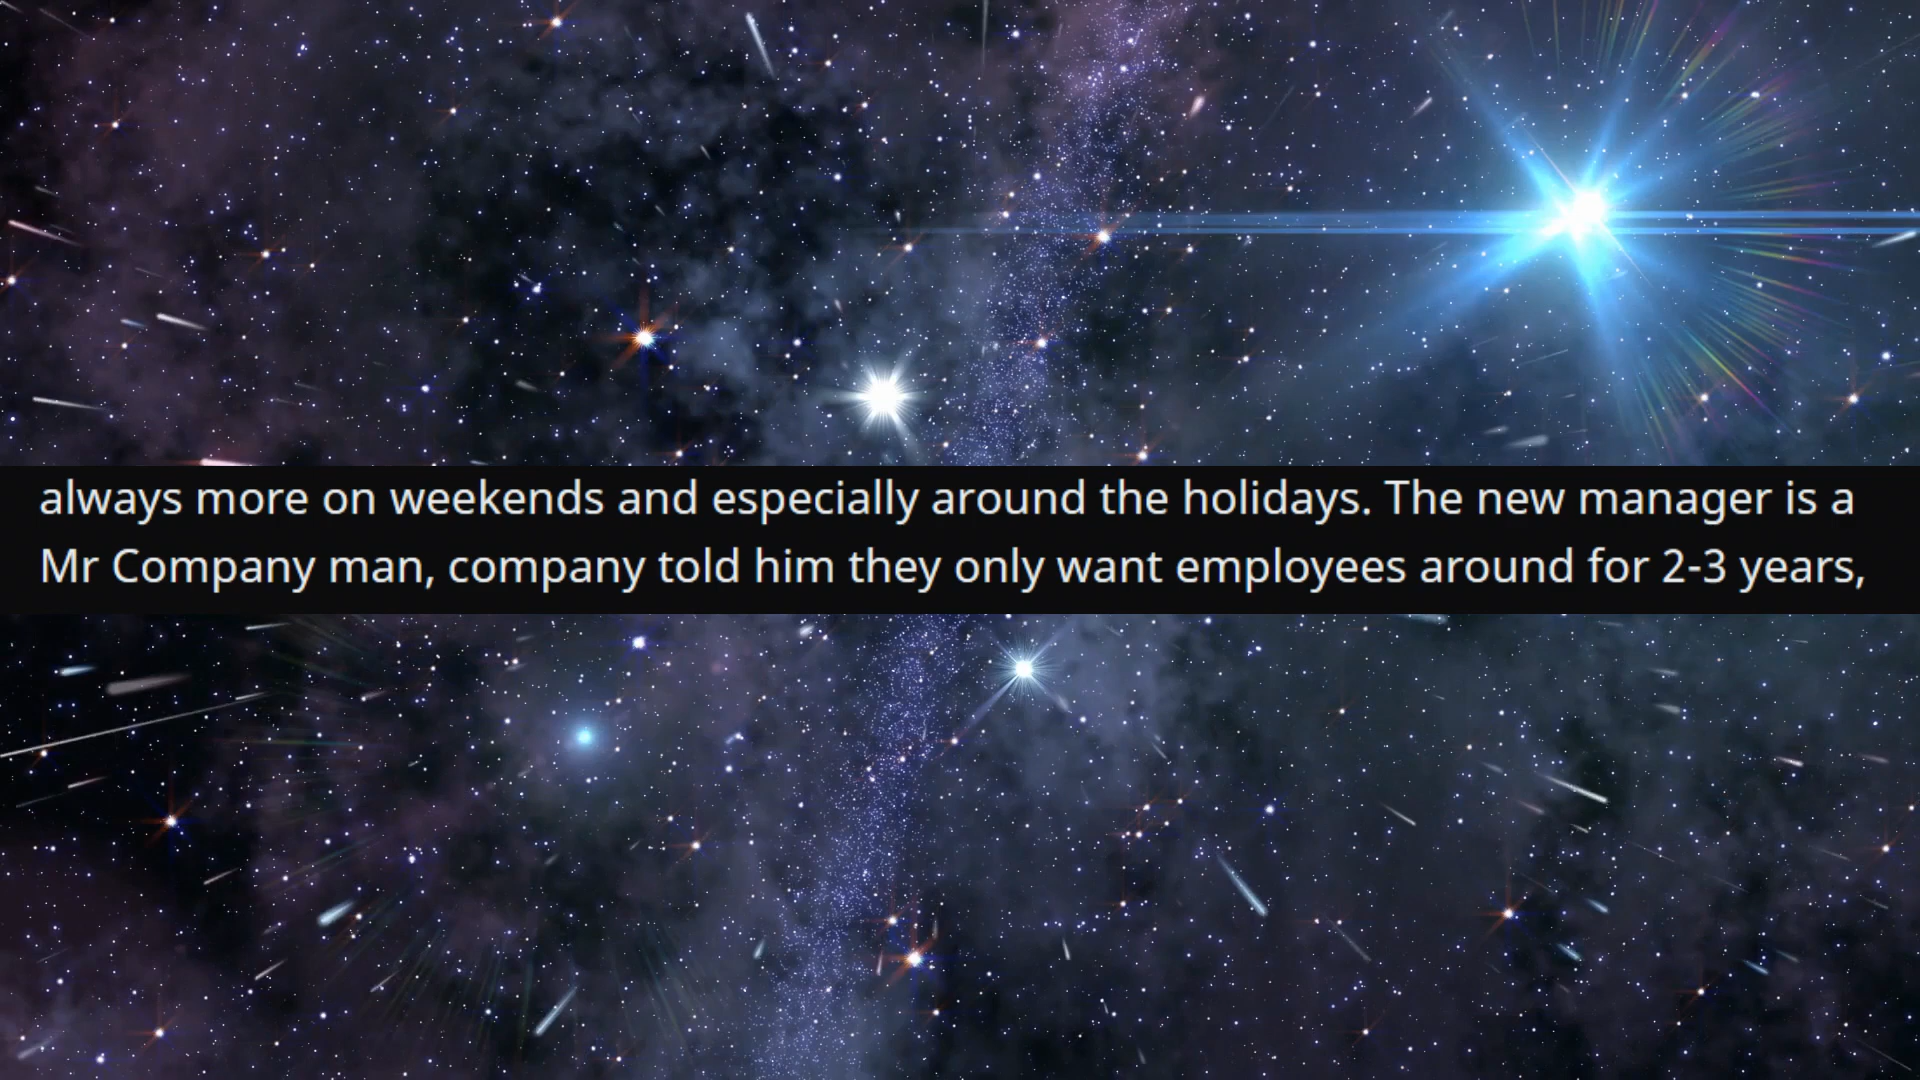 always more on weekends and especially around the holidays. The new manager is a
Mr Company man, company told him they only want employees around for 2-3 years,